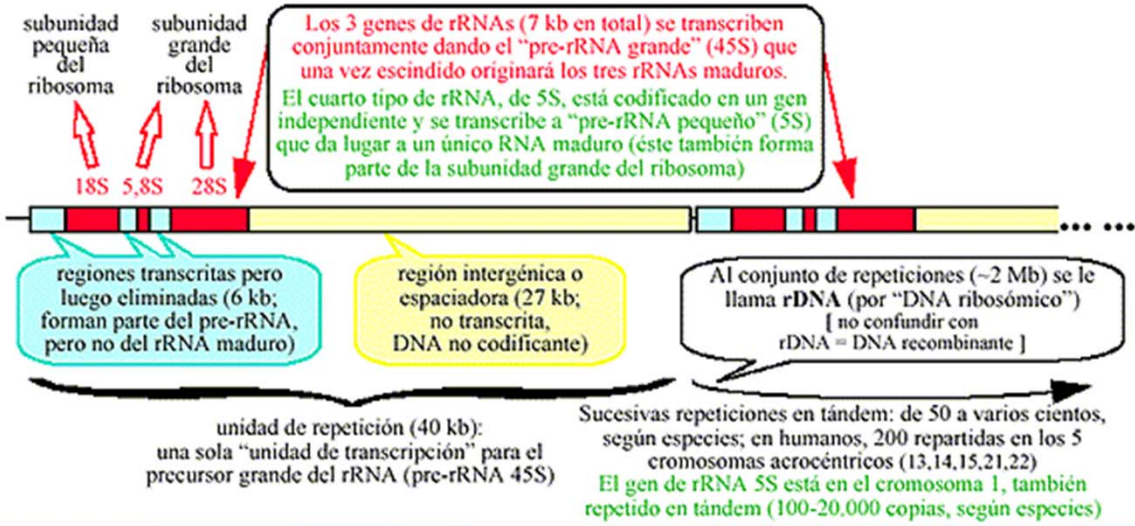 subunidad
pequeña
del
ribosoma
subunidad
grande
del
ribosoma
Los 3 genes de rRNAs (7 kb en total) se transcriben
conjuntamente dando el “pre-rRNA grande” (45S) que
una vez escindido originará los tres rRNAs maduros.
El cuarto tipo de rRNA, de 5S, está codificado en un gen
independiente y se transcribe a “pre-rRNA pequeño” (5S)
que da lugar a un único RNA maduro (éste también forma
parte de la subunidad grande del ribosoma)
18S 5,8S 28S
regiones transcritas pero
luego eliminadas (6 kb;
forman parte del pre-rRNA,
pero no del rRNA maduro)
región intergénica o
espaciadora (27 kb;
no transcrita,
DNA no codificante)
Al conjunto de repeticiones (~2 Mb) se le
llama rDNA (por “DNA ribosómico”)
[ no confundir con
rDNA = DNA recombinante ]
unidad de repetición (40 kb):
una sola “unidad de transcripción” para el
precursor grande del rRNA (pre-rRNA 45S)
Sucesivas repeticiones en tándem: de 50 a varios cientos,
según especies; en humanos, 200 repartidas en los 5
cromosomas acrocéntricos (13,14,15,21,22)
El gen de rRNA 5S está en el cromosoma 1, también
repetido en tándem (100-20,000 copias, según especies)